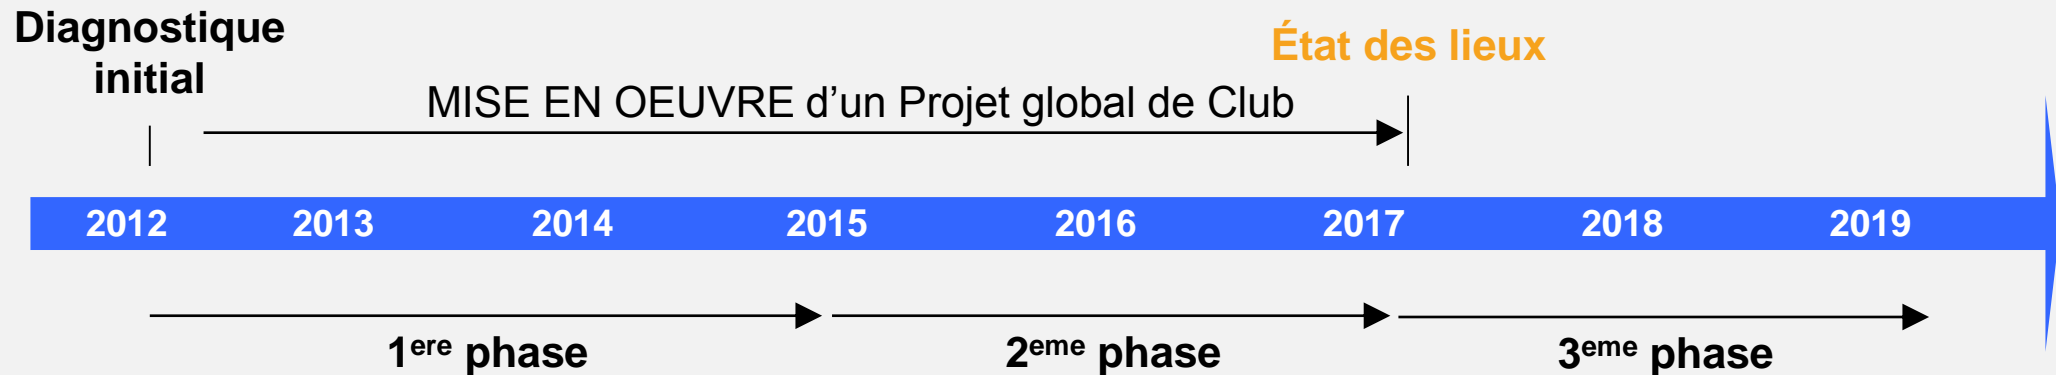 Diagnostique
initial
État des lieux
MISE EN OEUVRE d’un Projet global de Club
2012 2013 2014 2015 2016 2017 2018 2019
1ere phase 2eme phase 3eme phase